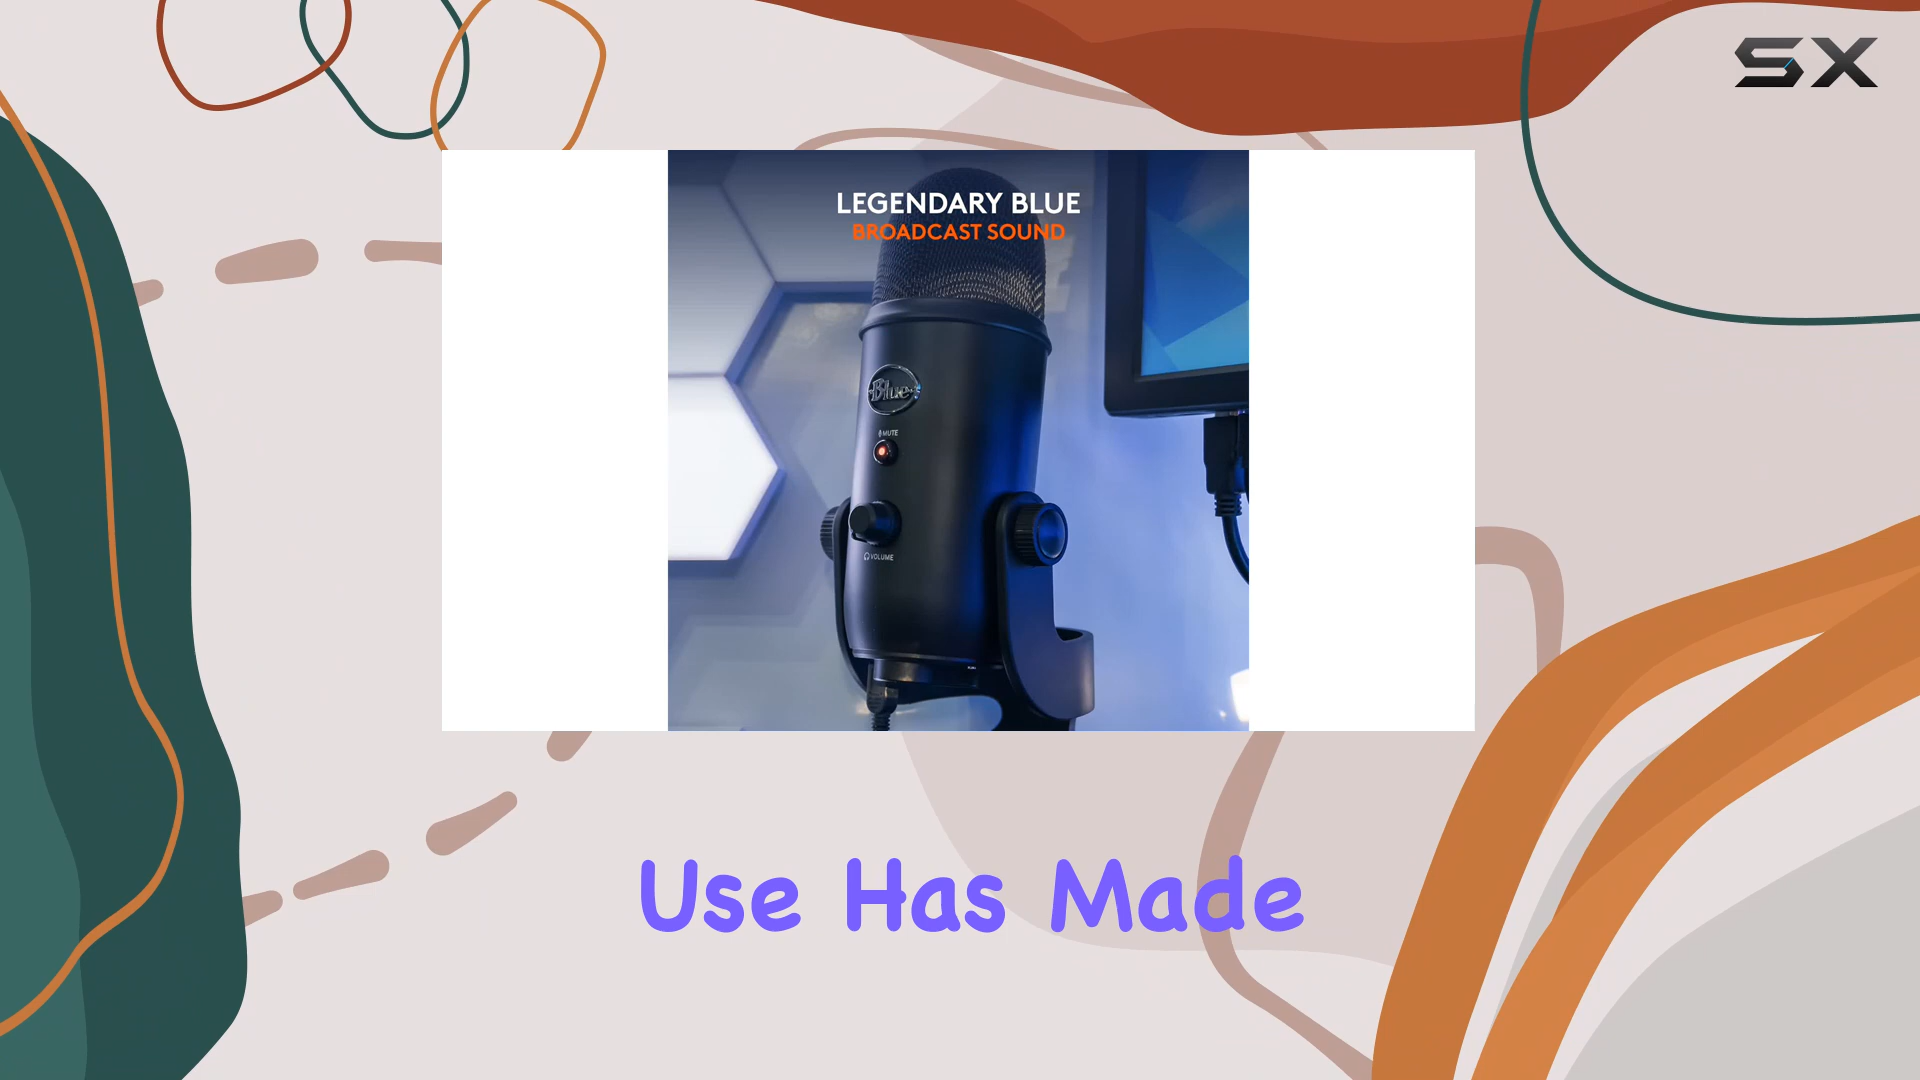 SX
LEGENDARY BLUE
BROADCAST SOUND
Blue
MUTE
VOLUME
Use Has Made